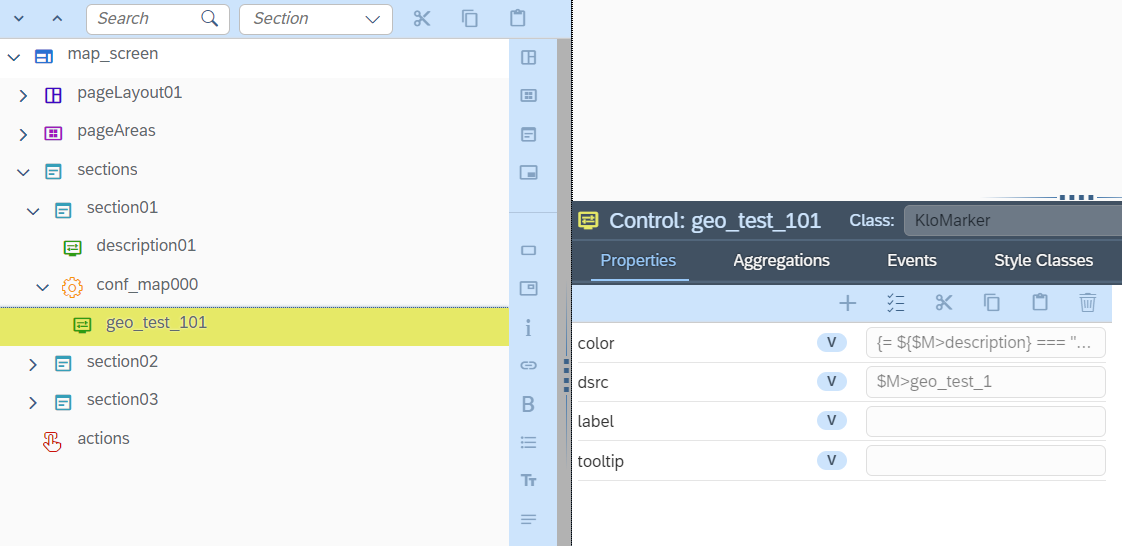 Search
Section
map_screen
pageLayout01
pageAreas
sections
section01
description01
conf_map000
geo_test_101
section02
section03
actions
i
B
TT
Control: geo_test_101
Class:
KloMarker
Properties
Aggregations
Events
Style Classes
color
V
{= ${$M>description} === "...
dsrc
V
$M>geo_test_1
label
V
tooltip
V